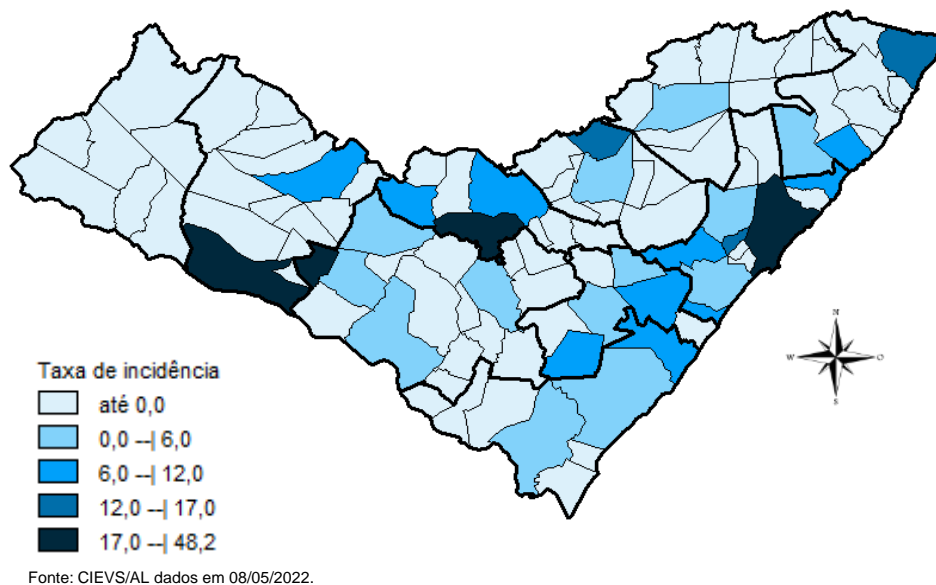 N
W
O
S
Taxa de incidência
até 0,0
0,0 --| 6,0
6,0 --| 12,0
12,0 --| 17,0
17,0 --| 48,2
Fonte: CIEVS/AL dados em 08/05/2022.